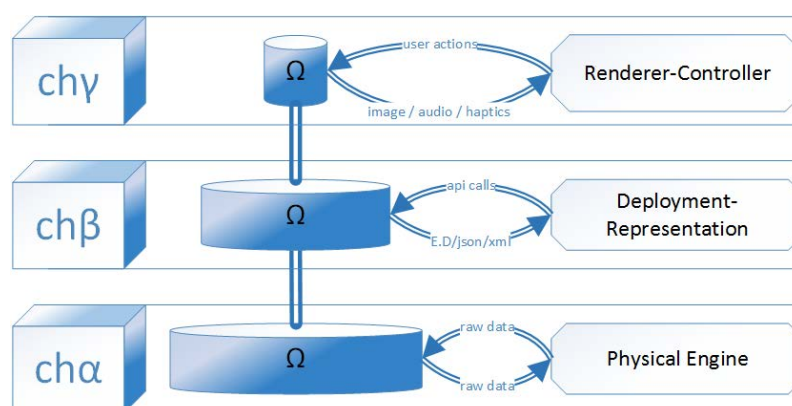 chγ
Ω
user actions
image / audio / haptics
Renderer-Controller
chβ
Ω
api calls
E.D/json/xml
Deployment-
Representation
chα
Ω
raw data
raw data
Physical Engine